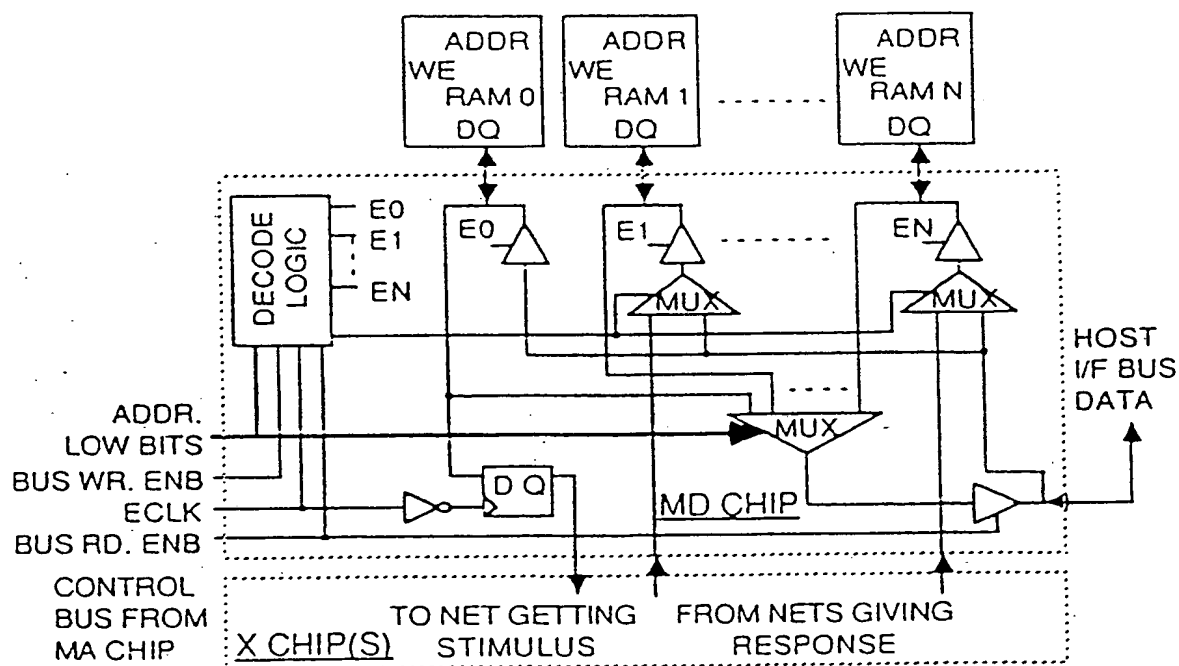 ADDR
WE
RAM 0
DQ
ADDR
WE
RAM 1
DQ
ADDR
WE
RAM N
DQ
DECODE
LOGIC
E0
E1
EN
E0
E1
EN
MUX
MUX
HOST
I/F BUS
DATA
ADDR.
LOW BITS
MUX
BUS WR. ENB
D Q
ECLK
MD CHIP
BUS RD. ENB
CONTROL
BUS FROM
MA CHIP
X CHIP(S)
TO NET GETTING
STIMULUS
FROM NETS GIVING
RESPONSE